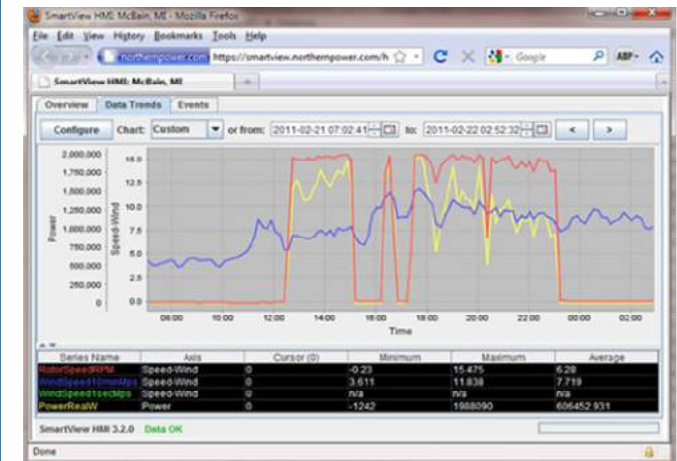 SmartView HMI: McBain, MI - Mozilla Firefox
File Edit View History Bookmarks Tools Help
northernpower.com https://smartview.northernpower.com/h Google ABP
SmartView HMI: McBain, MI
Overview Data Trends Events
Configure Chart: Custom or from: 2011-02-21 07:02:41 to: 2011-02-22 02:52:32 < >
Power
2,000,000
1,750,000
1,500,000
1,250,000
1,000,000
750,000
500,000
250,000
0
Speed-Wind
15.0
12.5
10.0
7.5
5.0
2.5
0.0
08:00 10:00 12:00 14:00 16:00 18:00 20:00 22:00 00:00 02:00
Time
Series Name Axis Cursor (0) Minimum Maximum Average
RotorSpeedRPM Speed-Wind 0 -0.23 15.475 6.28
WindSpeed10minMps Speed-Wind 0 3.611 11.838 7.719
WindSpeed1secMps Speed-Wind 0 n/a n/a n/a
PowerRealW Power 0 -1242 1988090 606452.931
SmartView HMI 3.2.0 Data OK
Done